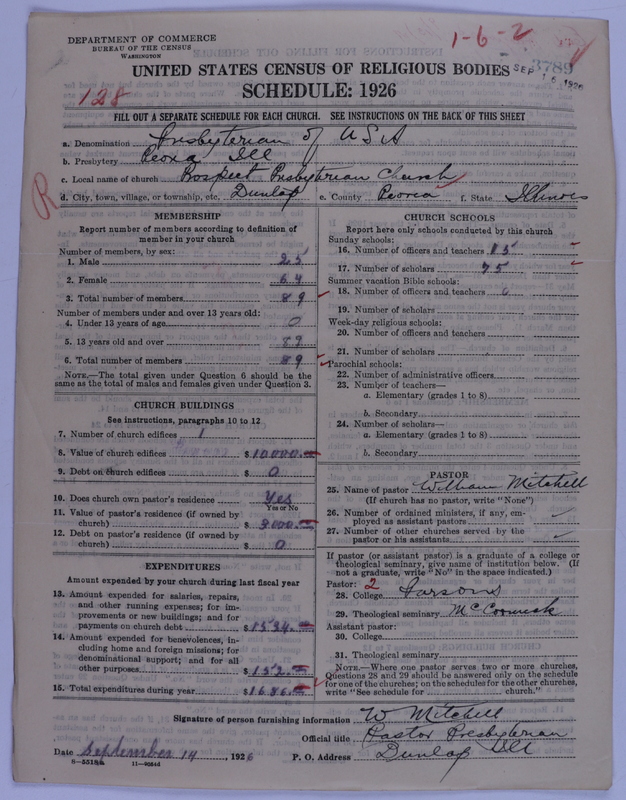 DEPARTMENT OF COMMERCE
BUREAU OF THE CENSUS
WASHINGTON
1-6-2
3789
SEP 15 1926
UNITED STATES CENSUS OF RELIGIOUS BODIES
SCHEDULE: 1926
128
FILL OUT A SEPARATE SCHEDULE FOR EACH CHURCH. SEE INSTRUCTIONS ON THE BACK OF THIS SHEET
R
a. Denomination Presbyterian of USA
b. Presbytery Peoria Ill
c. Local name of church Prospect Presbyterian Church
d. City, town, village, or township, etc. Dunlap e. County Peoria f. State Illinois
MEMBERSHIP
Report number of members according to definition of member in your church
Number of members, by sex:
1. Male 25
2. Female 64
3. Total number of members 89
Number of members under and over 13 years old:
4. Under 13 years of age 0
5. 13 years old and over 89
6. Total number of members 89
NOTE.—The total given under Question 6 should be the
same as the total of males and females given under Question 3.
CHURCH BUILDINGS
See instructions, paragraphs 10 to 12
7. Number of church edifices 1
8. Value of church edifices $ 10000.
9. Debt on church edifices $ 0
10. Does church own pastor's residence Yes
Yes or No
11. Value of pastor's residence (if owned by
church) $ 3000.
12. Debt on pastor's residence (if owned by
church) $ 0
EXPENDITURES
Amount expended by your church during last fiscal year
13. Amount expended for salaries, repairs,
and other running expenses; for im-
provements or new buildings; and for
payments on church debt $ 1534.
14. Amount expended for benevolences, in-
cluding home and foreign missions; for
denominational support; and for all
other purposes $ 152.
15. Total expenditures during year $ 1686.
CHURCH SCHOOLS
Report here only schools conducted by this church
Sunday schools:
16. Number of officers and teachers 15
17. Number of scholars 75
Summer vacation Bible schools:
18. Number of officers and teachers
19. Number of scholars
Week-day religious schools:
20. Number of officers and teachers
21. Number of scholars
Parochial schools:
22. Number of administrative officers
23. Number of teachers—
a. Elementary (grades 1 to 8)
b. Secondary
24. Number of scholars—
a. Elementary (grades 1 to 8)
b. Secondary
PASTOR
25. Name of pastor William Mitchell
(If church has no pastor, write "None")
26. Number of ordained ministers, if any, em-
ployed as assistant pastors
27. Number of other churches served by the
pastor or his assistants
If pastor (or assistant pastor) is a graduate of a college or
theological seminary, give name of institution below. (If
not a graduate, write "No" in the space indicated.)
Pastor: 2
28. College Parsons
29. Theological seminary McCormick
Assistant pastor:
30. College
31. Theological seminary
NOTE.—Where one pastor serves two or more churches,
Questions 28 and 29 should be answered only on the schedule
for one of the churches; on the schedules for the other churches,
write "See schedule for church."
Signature of person furnishing information W Mitchell
Official title Pastor Presbyterian
Date September 14, 1926 P. O. Address Dunlap Ill
8-5518a 11-90548